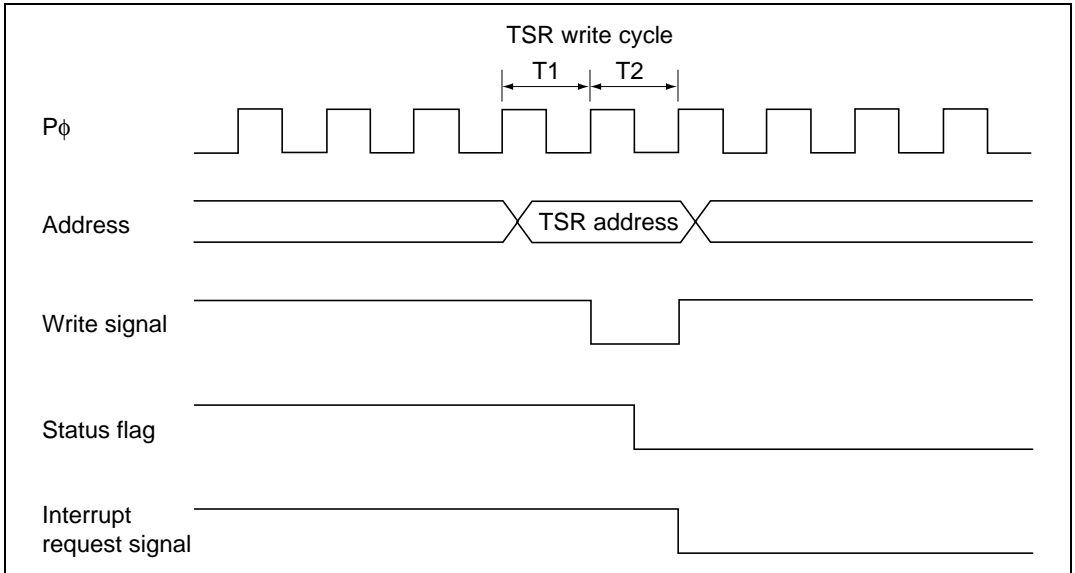 TSR write cycle
T1 T2
Pϕ
Address
TSR address
Write signal
Status flag
Interrupt
request signal